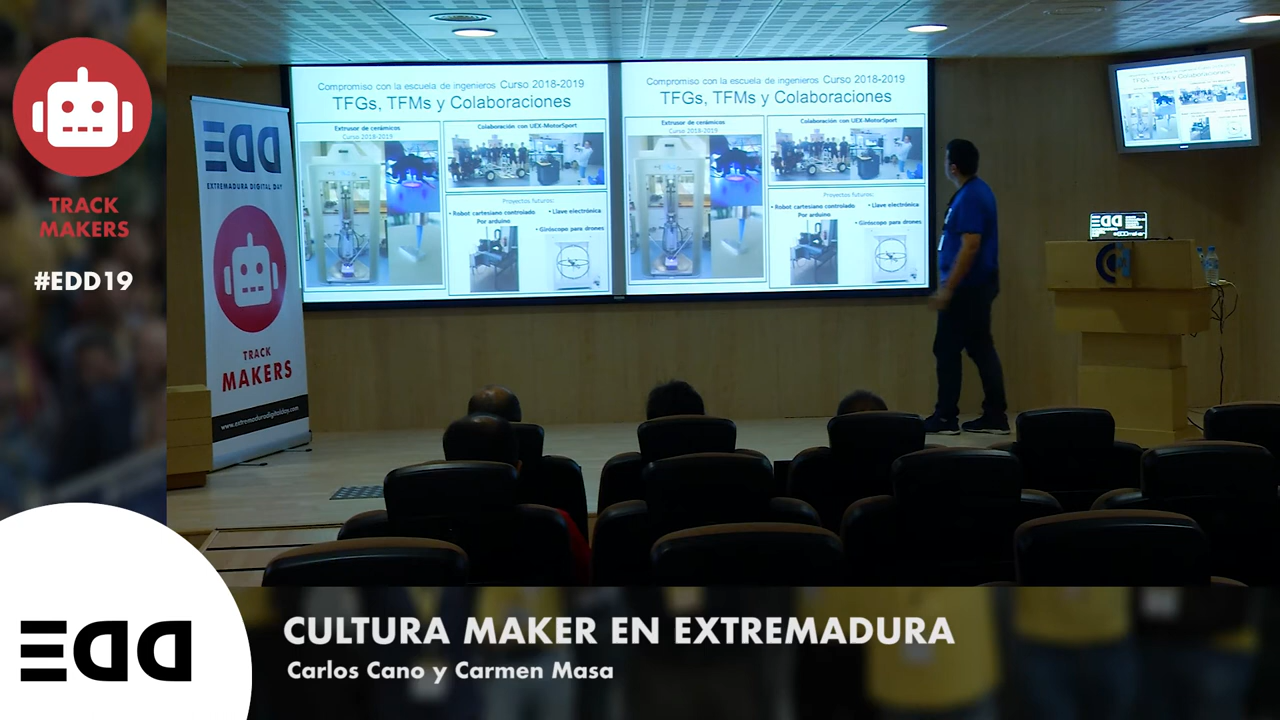 TRACK
MAKERS
#EDD19
EDD
EXTREMADURA DIGITAL DAY
TRACK
MAKERS
www.extremaduradigitalday.com
Compromiso con la escuela de ingenieros Curso 2018-2019
TFGs, TFMs y Colaboraciones
Extrusor de cerámicos
Curso 2018-2019
Colaboración con UEX-MotorSport
Proyectos futuros:
• Robot cartesiano controlado
Por arduino
• Llave electrónica
• Giróscopo para drones
Compromiso con la escuela de ingenieros Curso 2018-2019
TFGs, TFMs y Colaboraciones
Extrusor de cerámicos
Curso 2018-2019
Colaboración con UEX-MotorSport
Proyectos futuros:
• Robot cartesiano controlado
Por arduino
• Llave electrónica
• Giróscopo para drones
TFGs, TFMs y Colaboraciones
EDD
EDD
CULTURA MAKER EN EXTREMADURA
Carlos Cano y Carmen Masa